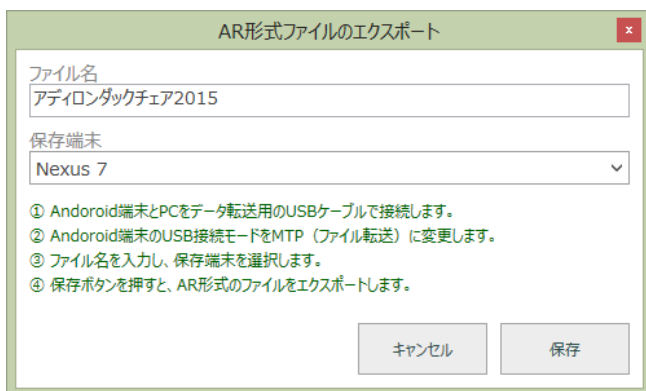 AR形式ファイルのエクスポート
x
ファイル名
アディロンダックチェア2015
保存端末
Nexus 7
① Andoroid端末とPCをデータ転送用のUSBケーブルで接続します。
② Andoroid端末のUSB接続モードをMTP（ファイル転送）に変更します。
③ ファイル名を入力し、保存端末を選択します。
④ 保存ボタンを押すと、AR形式のファイルをエクスポートします。
キャンセル
保存